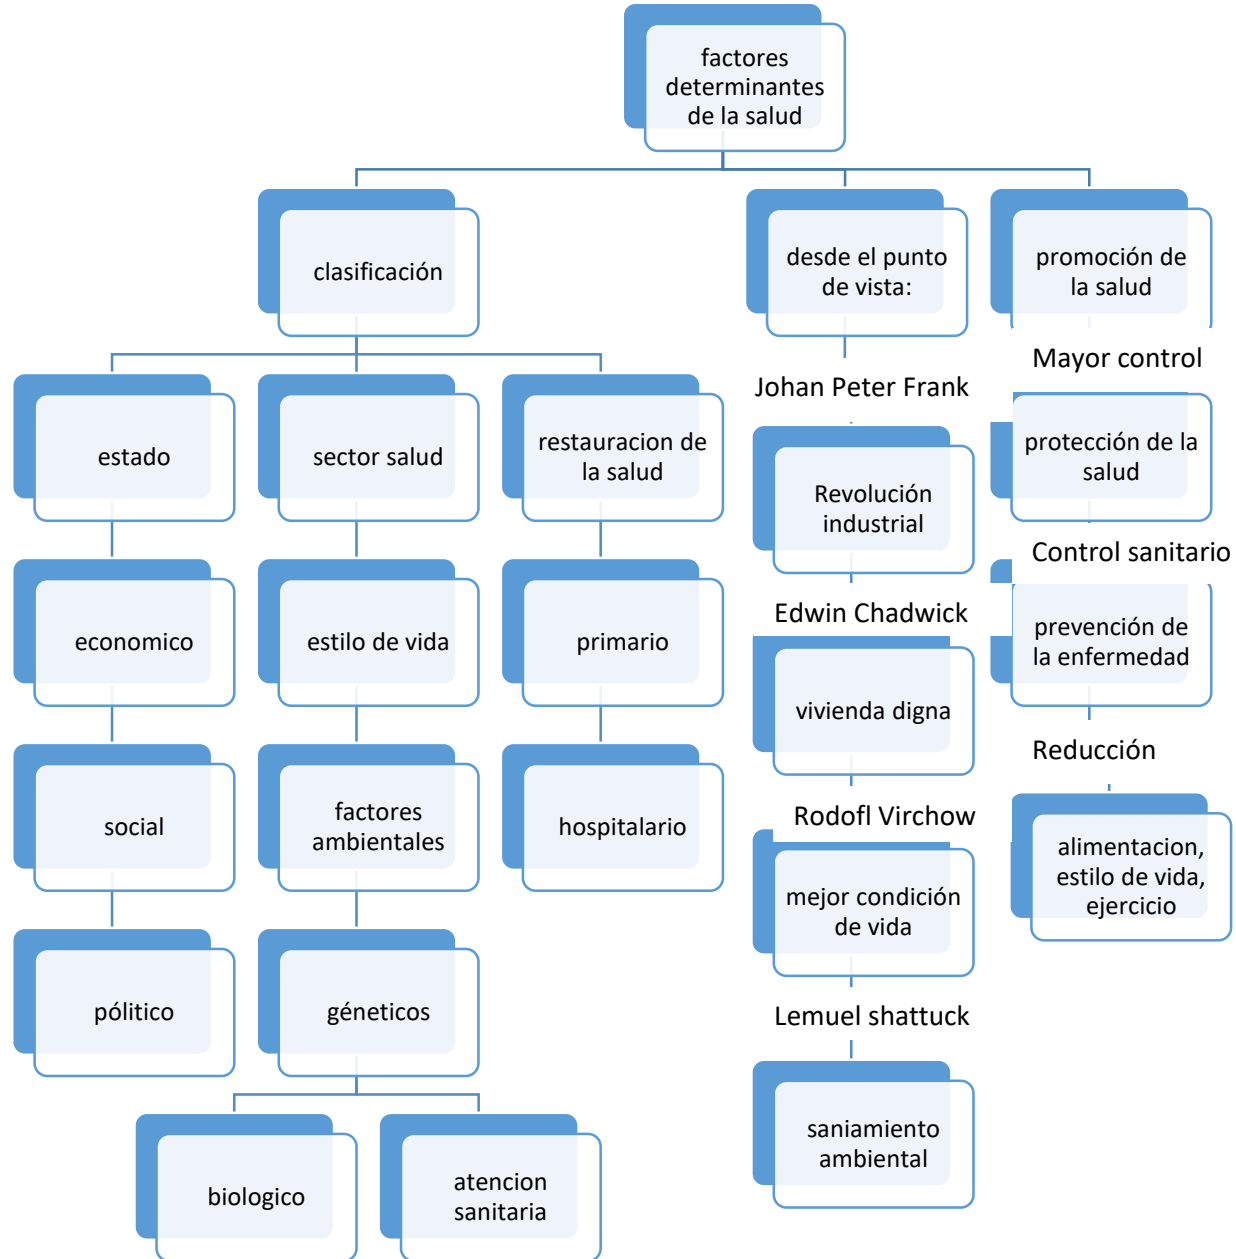 factores
determinantes
de la salud
clasificación
desde el punto
de vista:
promoción de
la salud
Mayor control
Johan Peter Frank
estado
sector salud
restauracion de
la salud
protección de la
salud
Revolución
industrial
Control sanitario
economico
estilo de vida
primario
Edwin Chadwick
prevención de
la enfermedad
vivienda digna
Reducción
social
factores
ambientales
hospitalario
Rodofl Virchow
alimentacion,
estilo de vida,
ejercicio
mejor condición
de vida
pólitico
géneticos
Lemuel shattuck
saniamiento
ambiental
biologico
atencion
sanitaria